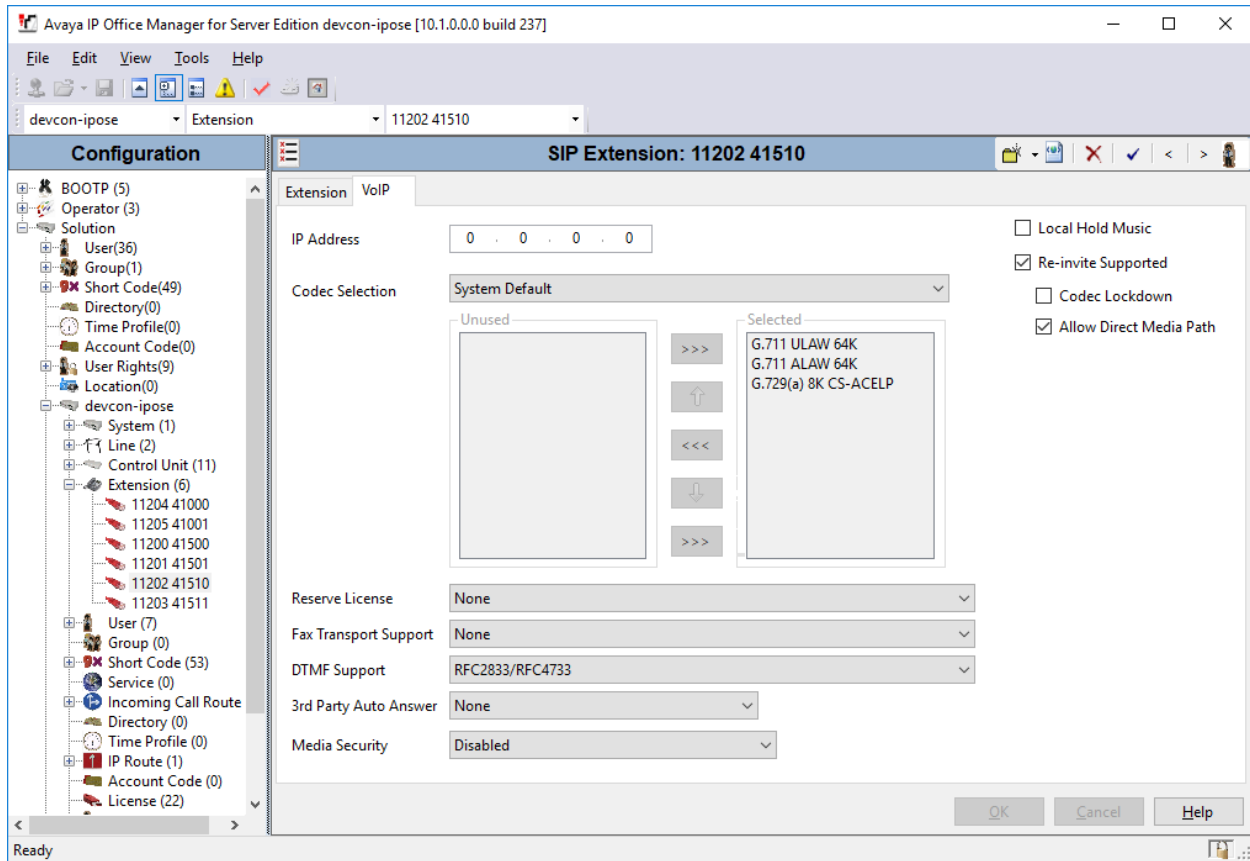 Avaya IP Office Manager for Server Edition devcon-ipose [10.1.0.0.0 build 237]
File Edit View Tools Help
devcon-ipose Extension 11202 41510
Configuration
BOOTP (5)
Operator (3)
Solution
User(36)
Group(1)
Short Code(49)
Directory(0)
Time Profile(0)
Account Code(0)
User Rights(9)
Location(0)
devcon-ipose
System (1)
Line (2)
Control Unit (11)
Extension (6)
11204 41000
11205 41001
11200 41500
11201 41501
11202 41510
11203 41511
User (7)
Group (0)
Short Code (53)
Service (0)
Incoming Call Route
Directory (0)
Time Profile (0)
IP Route (1)
Account Code (0)
License (22)
SIP Extension: 11202 41510
Extension VoIP
IP Address 0 . 0 . 0 . 0
Codec Selection System Default
Unused
>>>
<<<
>>>
Selected
G.711 ULAW 64K
G.711 ALAW 64K
G.729(a) 8K CS-ACELP
Reserve License None
Fax Transport Support None
DTMF Support RFC2833/RFC4733
3rd Party Auto Answer None
Media Security Disabled
Local Hold Music
Re-invite Supported
Codec Lockdown
Allow Direct Media Path
OK Cancel Help
Ready